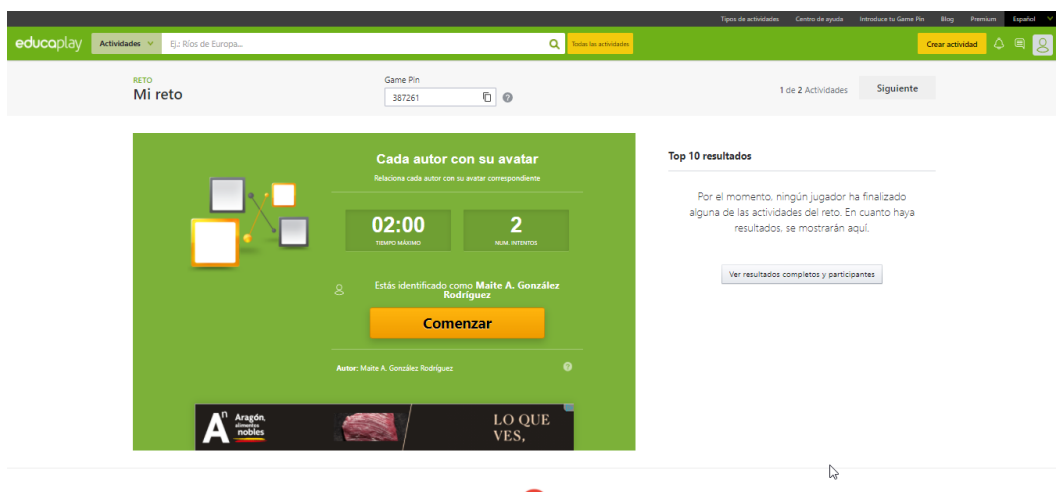 Tipos de actividades Centro de ayuda Introduce tu Game Pin Blog Premium Español
educaplay Actividades Ej.: Ríos de Europa... Todas las actividades Crear actividad
RETO
Mi reto
Game Pin
387261
1 de 2 Actividades Siguiente
Cada autor con su avatar
Relaciona cada autor con su avatar correspondiente
02:00
TIEMPO MÁXIMO
2
NUM. INTENTOS
Estás identificado como Maite A. González
Rodríguez
Comenzar
Autor: Maite A. González Rodríguez
Aragón,
alimentos
nobles
LO QUE
VES,
Top 10 resultados
Por el momento, ningún jugador ha finalizado
alguna de las actividades del reto. En cuanto haya
resultados, se mostrarán aquí.
Ver resultados completos y participantes